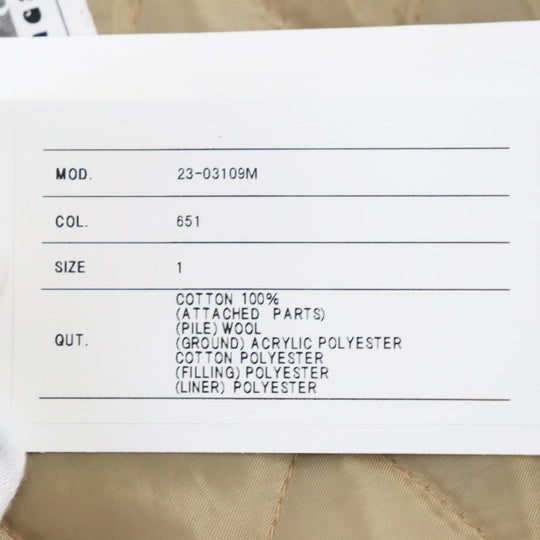 MOD. 23-03109M
COL. 651
SIZE 1
QUT. COTTON 100%
(ATTACHED PARTS)
(PILE) WOOL
(GROUND) ACRYLIC POLYESTER
COTTON POLYESTER
(FILLING) POLYESTER
(LINER) POLYESTER